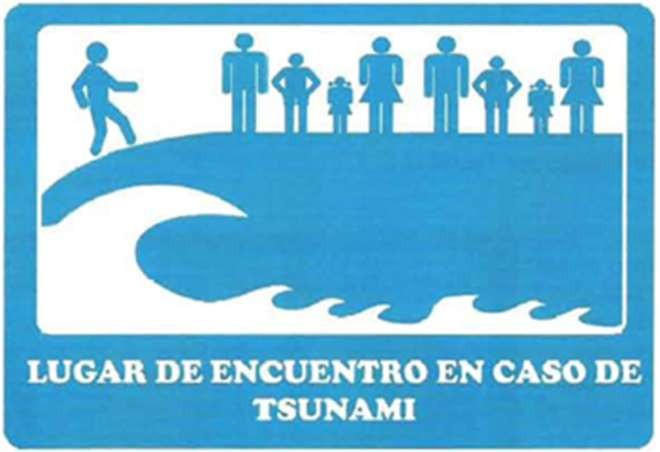 LUGAR DE ENCUENTRO EN CASO DE
TSUNAMI